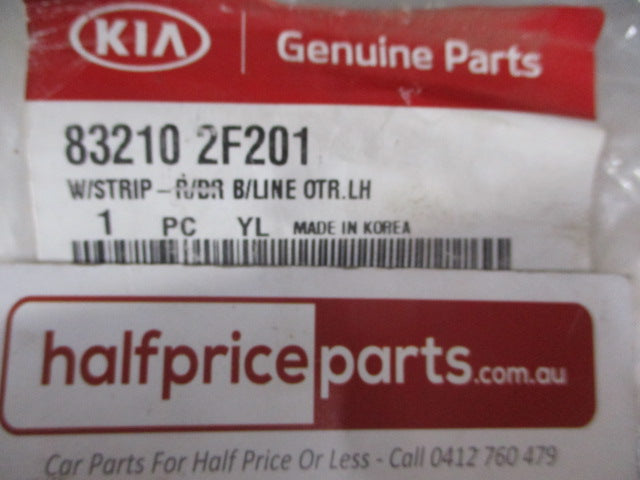 KIA Genuine Parts
83210 2F201
W/STRIP-R/DR B/LINE OTR.LH
1 PC YL MADE IN KOREA
halfpriceparts.com.au
Car Parts For Half Price Or Less - Call 0412 760 479